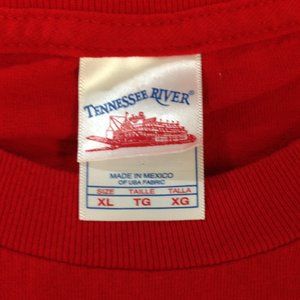 TENNESSEE RIVER®
MADE IN MEXICO
OF USA FABRIC
SIZE TAILLE TALLA
XL TG XG